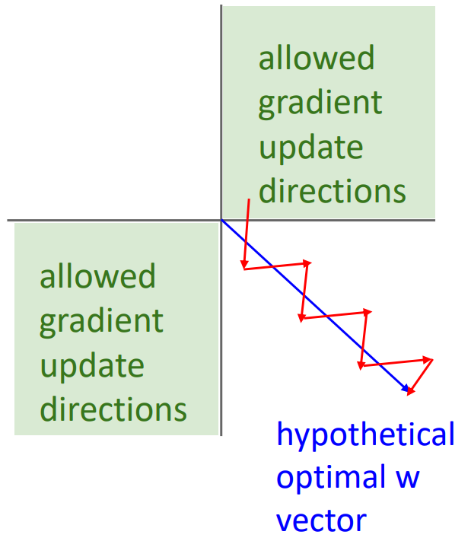 allowed
gradient
update
directions
allowed
gradient
update
directions
hypothetical
optimal w
vector